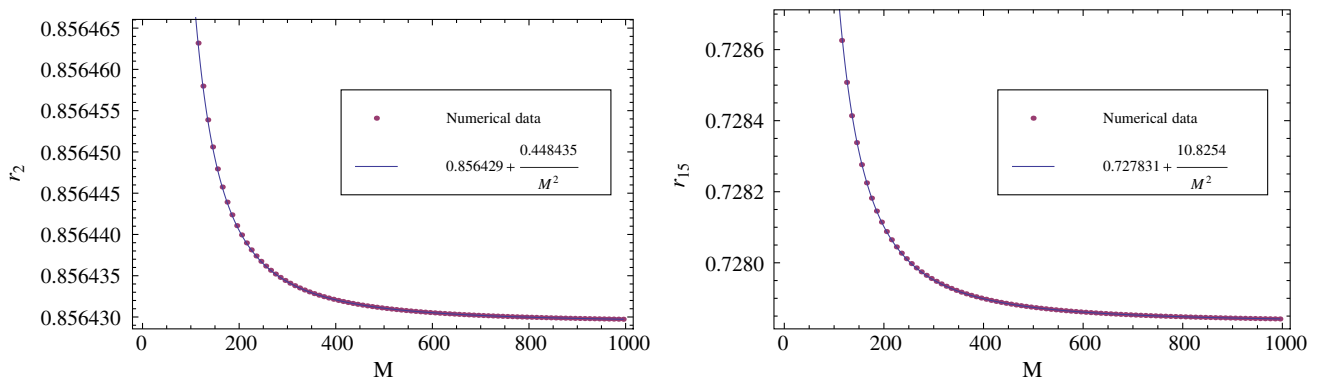 0.856465
0.856460
0.856455
0.856450
0.856445
0.856440
0.856435
0.856430
r2
0 200 400 600 800 1000
M
Numerical data
0.856429 + 0.448435 / M^2
0.7286
0.7284
0.7282
0.7280
r15
0 200 400 600 800 1000
M
Numerical data
0.727831 + 10.8254 / M^2